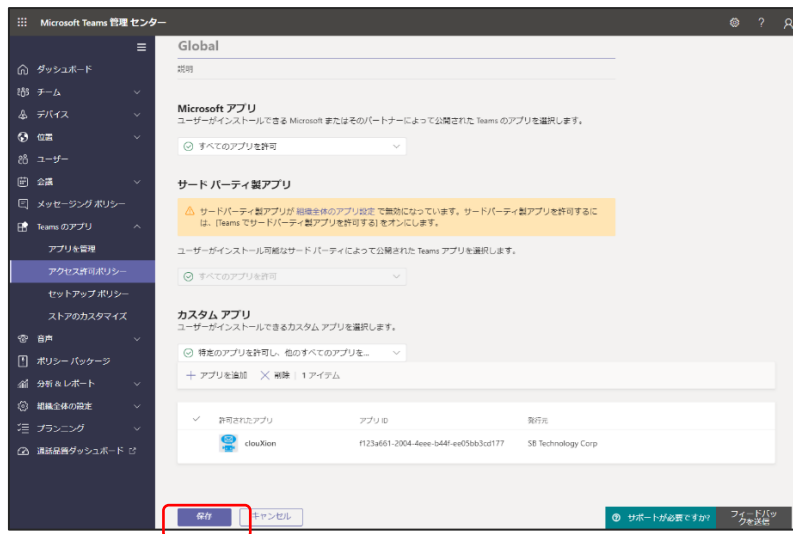 Microsoft Teams 管理センター
?
Global
説明
ダッシュボード
チーム
デバイス
位置
ユーザー
会議
メッセージング ポリシー
Teams のアプリ
アプリを管理
アクセス許可ポリシー
セットアップ ポリシー
ストアのカスタマイズ
音声
ポリシー パッケージ
分析 & レポート
組織全体の設定
プランニング
通話品質ダッシュボード
Microsoft アプリ
ユーザーがインストールできる Microsoft またはそのパートナーによって公開された Teams のアプリを選択します。
すべてのアプリを許可
サード パーティ製アプリ
サードパーティ製アプリが 組織全体のアプリ設定 で無効になっています。サードパーティ製アプリを許可するに
は、[Teams でサードパーティ製アプリを許可する] をオンにします。
ユーザーがインストール可能なサード パーティによって公開された Teams アプリを選択します。
すべてのアプリを許可
カスタム アプリ
ユーザーがインストールできるカスタム アプリを選択します。
特定のアプリを許可し、他のすべてのアプリを...
アプリを追加 削除 | 1 アイテム
許可されたアプリ アプリ ID 発行元
clouXion f123a661-2004-4eee-b44f-ee05bb3cd177 SB Technology Corp
保存 キャンセル
サポートが必要ですか?
フィードバッ
クを送信